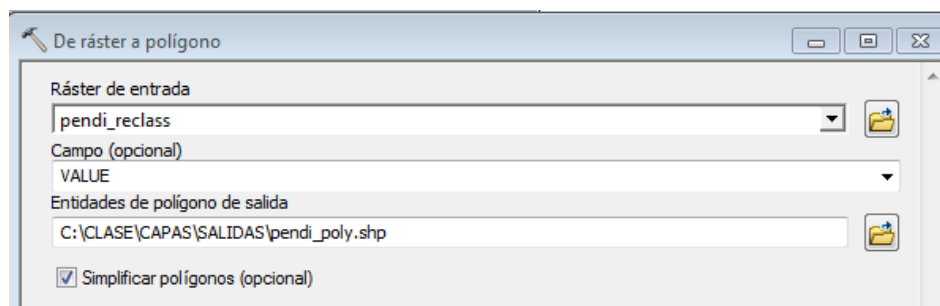 De ráster a polígono
Ráster de entrada
pendi_reclass
Campo (opcional)
VALUE
Entidades de polígono de salida
C:\CLASE\CAPAS\SALIDAS\pendi_poly.shp
Simplificar polígonos (opcional)